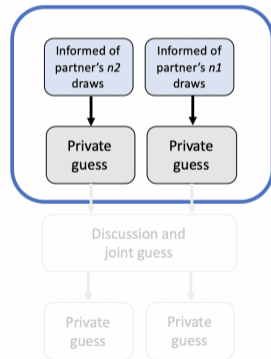 Informed of
partner's n2
draws
Informed of
partner's n1
draws
Private
guess
Private
guess
Discussion and
joint guess
Private
guess
Private
guess